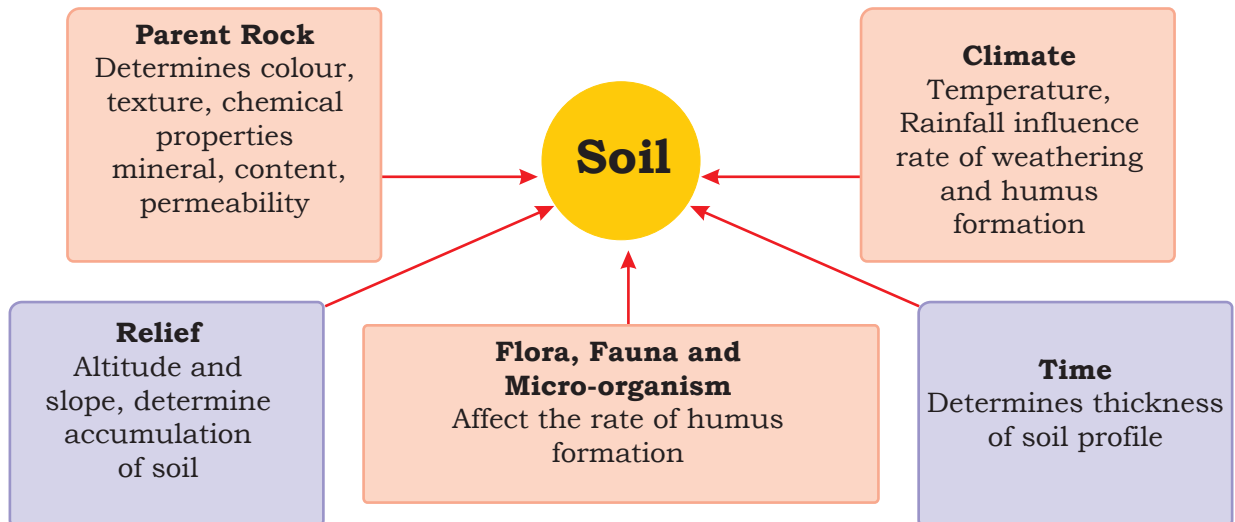 Parent Rock
Determines colour,
texture, chemical
properties
mineral, content,
permeability
Soil
Climate
Temperature,
Rainfall influence
rate of weathering
and humus
formation
Relief
Altitude and
slope, determine
accumulation
of soil
Flora, Fauna and
Micro-organism
Affect the rate of humus
formation
Time
Determines thickness
of soil profile